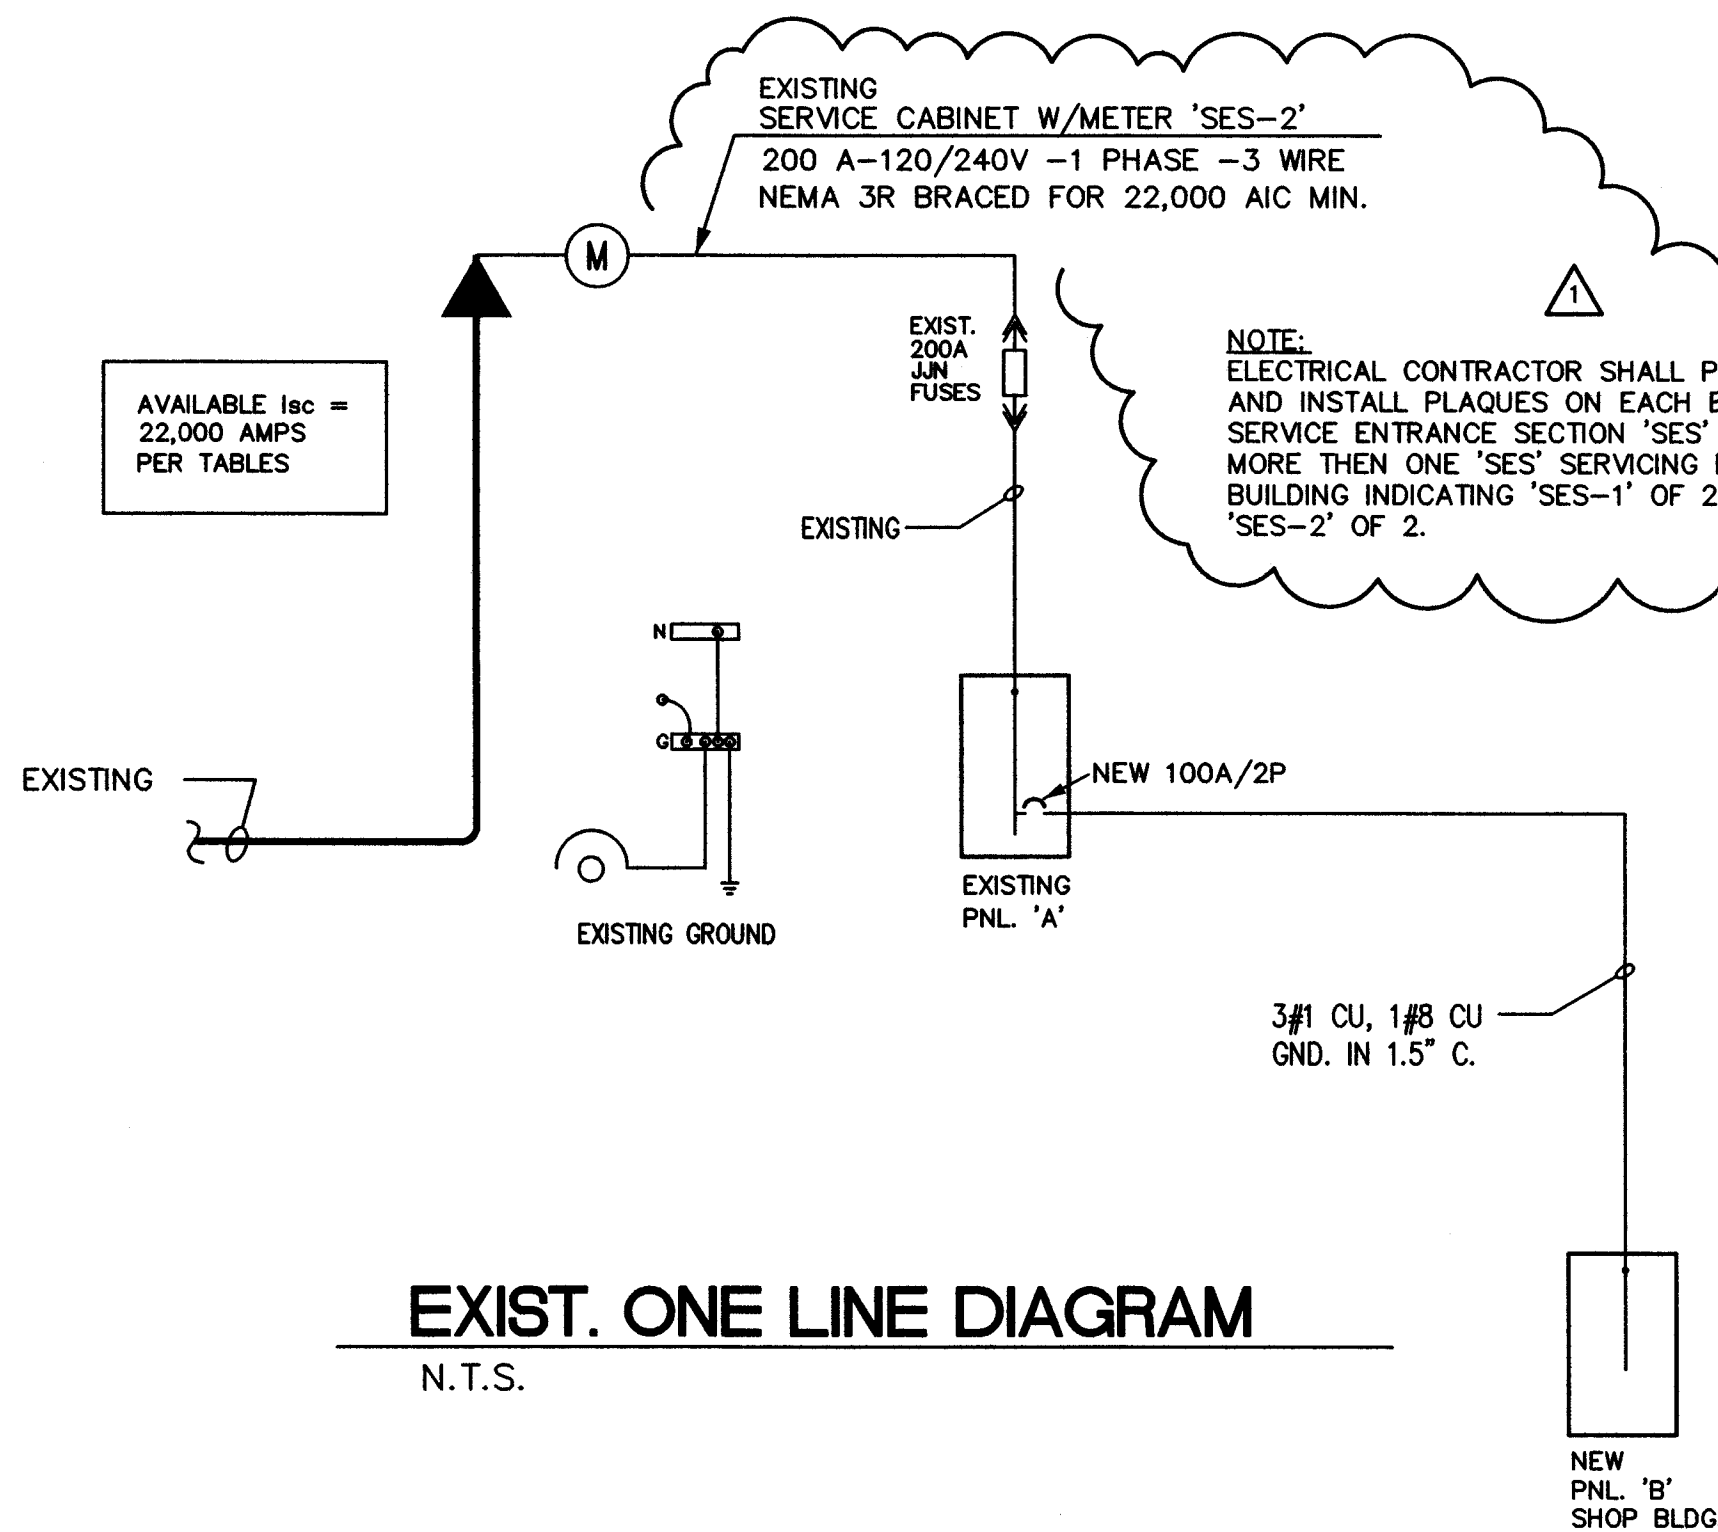 EXISTING
SERVICE CABINET W/METER 'SES-2'
200 A-120/240V -1 PHASE -3 WIRE
NEMA 3R BRACED FOR 22,000 AIC MIN.
M
1
EXIST.
200A
JJN
FUSES
NOTE:
ELECTRICAL CONTRACTOR SHALL
AND INSTALL PLAQUES ON EACH
SERVICE ENTRANCE SECTION 'SES'
MORE THEN ONE 'SES' SERVICING
BUILDING INDICATING 'SES-1' OF 2
'SES-2' OF 2.
AVAILABLE Isc =
22,000 AMPS
PER TABLES
EXISTING
N
G
EXISTING
NEW 100A/2P
EXISTING
PNL. 'A'
EXISTING GROUND
3#1 CU, 1#8 CU
GND. IN 1.5" C.
EXIST. ONE LINE DIAGRAM
N.T.S.
NEW
PNL. 'B'
SHOP BLDG